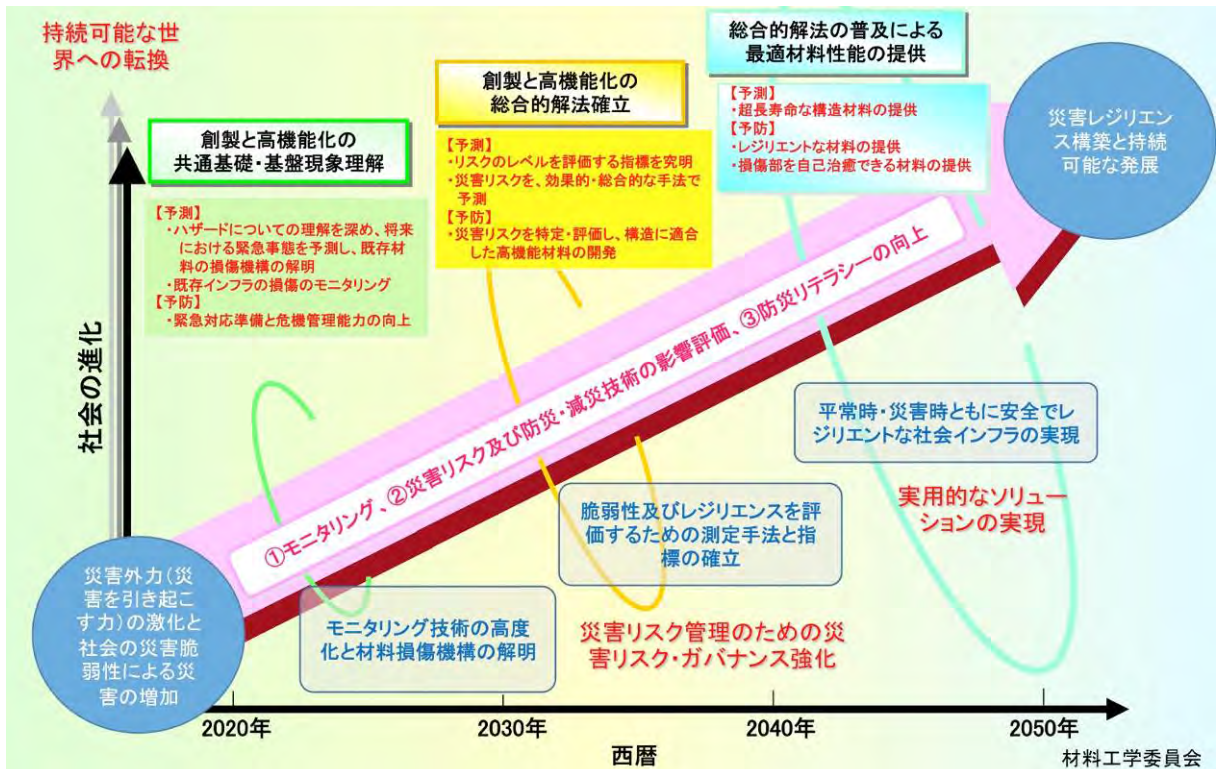 持続可能な世
界への転換
創製と高機能化の
共通基礎・基盤現象理解
【予測】
・ハザードについての理解を深め、将来
における緊急事態を予測し、既存材
料の損傷機構の解明
・既存インフラの損傷のモニタリング
【予防】
・緊急対応準備と危機管理能力の向上
創製と高機能化の
総合的解法確立
【予測】
・リスクのレベルを評価する指標を究明
・災害リスクを、効果的・総合的な手法で
予測
【予防】
・災害リスクを特定・評価し、構造に適合
した高機能材料の開発
総合的解法の普及による
最適材料性能の提供
【予測】
・超長寿命な構造材料の提供
【予防】
・レジリエントな材料の提供
・損傷部を自己治癒できる材料の提供
災害レジリエン
ス構築と持続
可能な発展
社会の進化
①モニタリング、②災害リスク及び防災・減災技術の影響評価、③防災リテラシーの向上
災害外力(災
害を引き起こ
す力)の激化と
社会の災害脆
弱性による災
害の増加
モニタリング技術の高度
化と材料損傷機構の解明
脆弱性及びレジリエンスを評
価するための測定手法と指
標の確立
災害リスク管理のための災
害リスク・ガバナンス強化
平常時・災害時ともに安全でレ
ジリエントな社会インフラの実現
実用的なソリュー
ションの実現
2020年
2030年
2040年
2050年
西暦
材料工学委員会